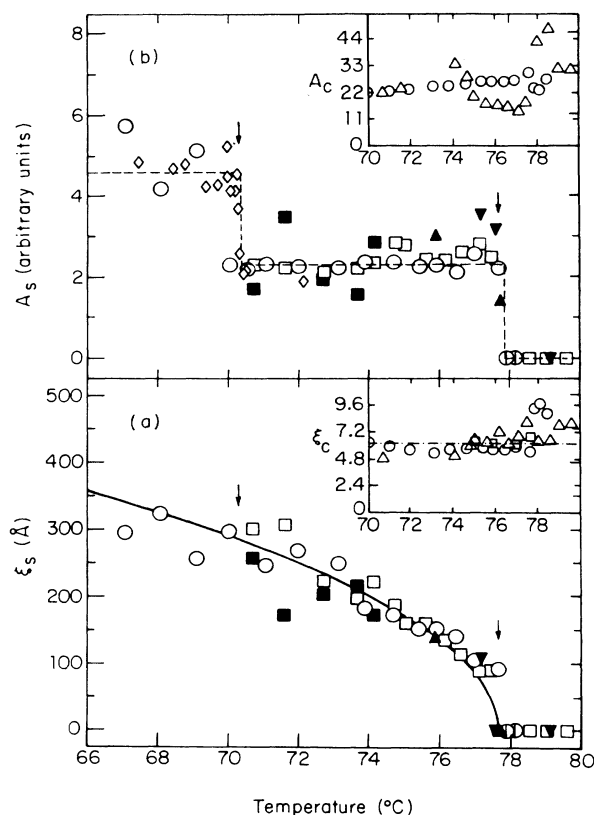 (b)
8
6
4
2
0
A_s (arbitrary units)
44
33
22
11
0
A_c
70 72 74 76 78
(a)
500
400
300
200
100
0
ξ_s (Å)
9.6
7.2
4.8
2.4
0
ξ_c
70 72 74 76 78
66 68 70 72 74 76 78 80
Temperature (°C)